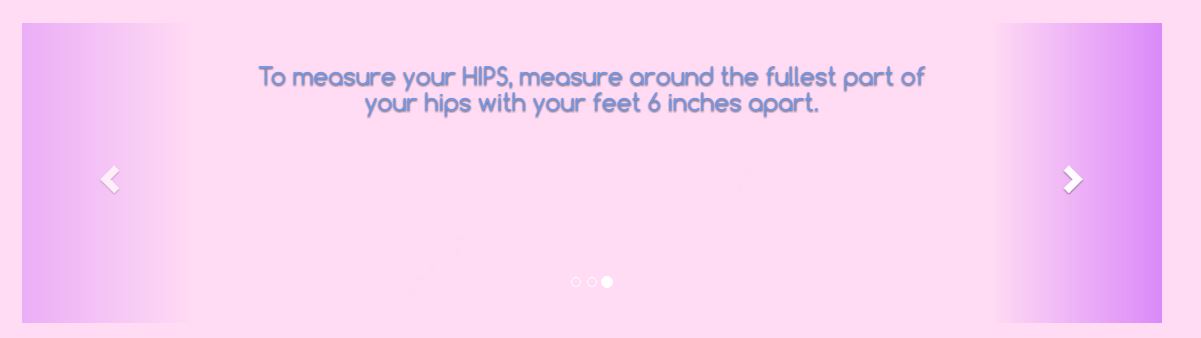 To measure your HIPS, measure around the fullest part of
your hips with your feet 6 inches apart.